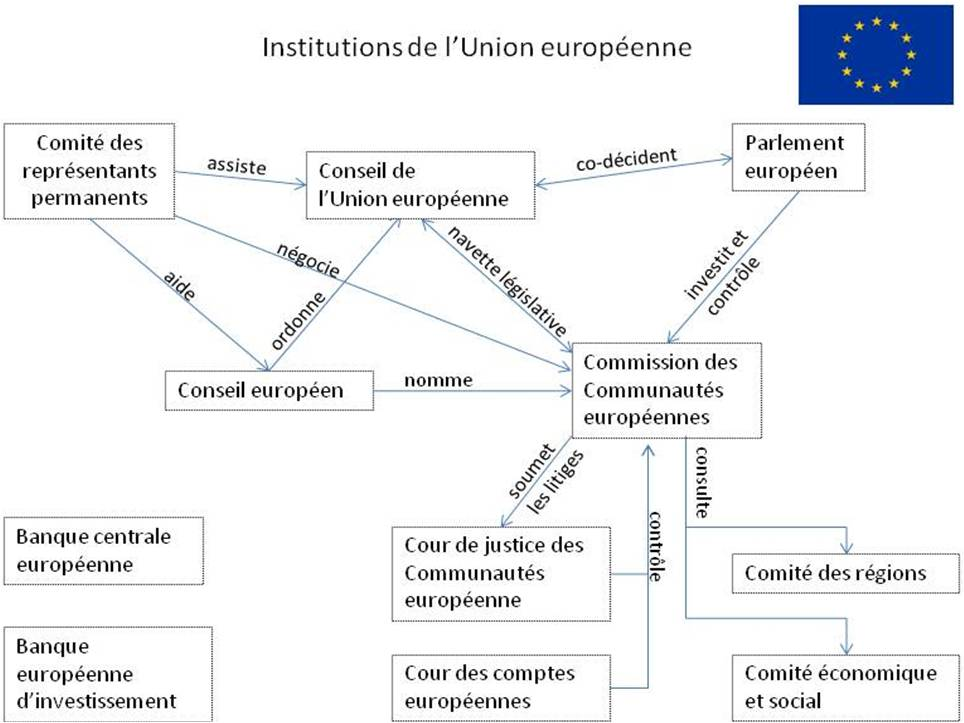 Institutions de l'Union européenne
Comité des
représentants
permanents
assiste
Conseil de
l'Union européenne
co-décident
Parlement
européen
aide
négocie
ordonne
navette législative
investit et
contrôle
Conseil européen
nomme
Commission des
Communautés
européennes
soumet
les litiges
contrôle
consulte
Banque centrale
européenne
Cour de justice des
Communautés
européenne
Comité des régions
Banque
européenne
d'investissement
Cour des comptes
européennes
Comité économique
et social